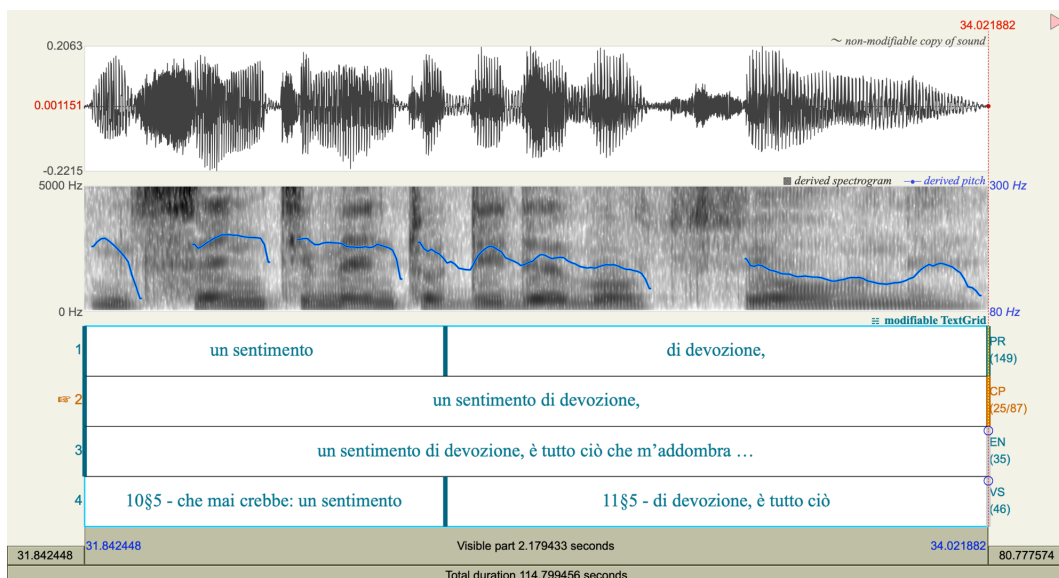 34.021882
0.2063
~ non-modifiable copy of sound
0.001151
-0.2215
5000 Hz
derived spectrogram
derived pitch
300 Hz
0 Hz
80 Hz
modifiable TextGrid
1
un sentimento
di devozione,
PR
(149)
2
un sentimento di devozione,
CP
(25/87)
3
un sentimento di devozione, è tutto ciò che m’addombra …
EN
(35)
4
10§5 - che mai crebbe: un sentimento
11§5 - di devozione, è tutto ciò
VS
(46)
31.842448
Visible part 2.179433 seconds
34.021882
31.842448
80.777574
Total duration 114.799456 seconds